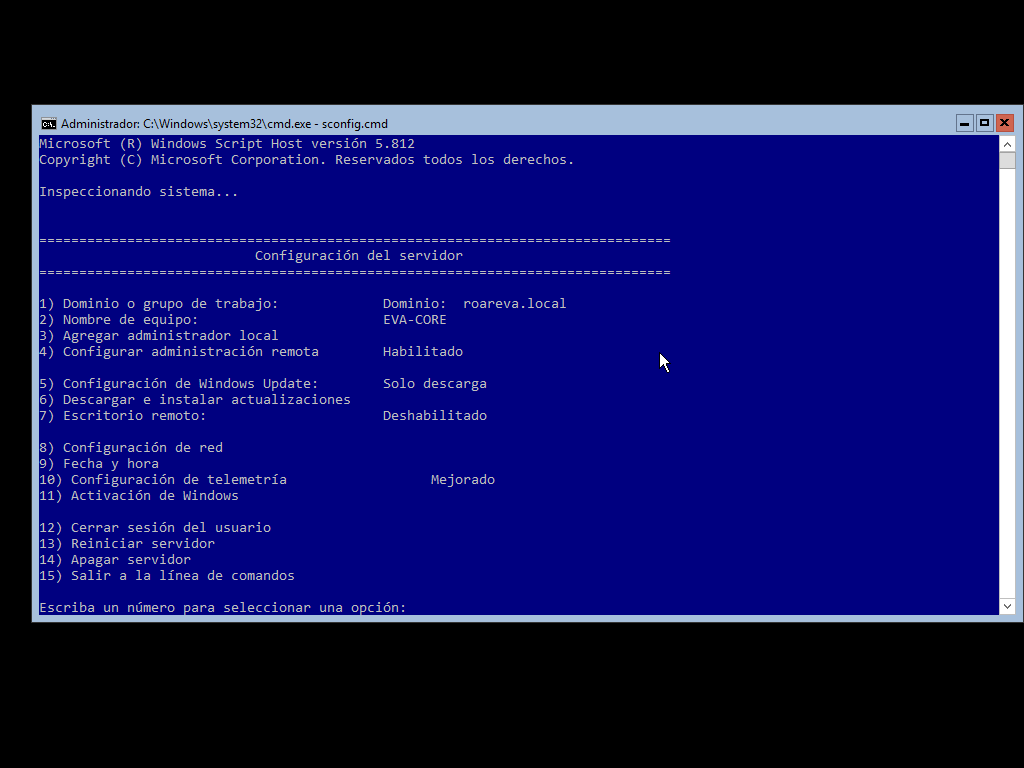 Administrador: C:\Windows\system32\cmd.exe - sconfig.cmd
Microsoft (R) Windows Script Host versión 5.812
Copyright (C) Microsoft Corporation. Reservados todos los derechos.
Inspeccionando sistema...
===============================================================================
Configuración del servidor
===============================================================================
1) Dominio o grupo de trabajo: Dominio: roareva.local
2) Nombre de equipo: EVA-CORE
3) Agregar administrador local
4) Configurar administración remota Habilitado
5) Configuración de Windows Update: Solo descarga
6) Descargar e instalar actualizaciones
7) Escritorio remoto: Deshabilitado
8) Configuración de red
9) Fecha y hora
10) Configuración de telemetría Mejorado
11) Activación de Windows
12) Cerrar sesión del usuario
13) Reiniciar servidor
14) Apagar servidor
15) Salir a la línea de comandos
Escriba un número para seleccionar una opción: